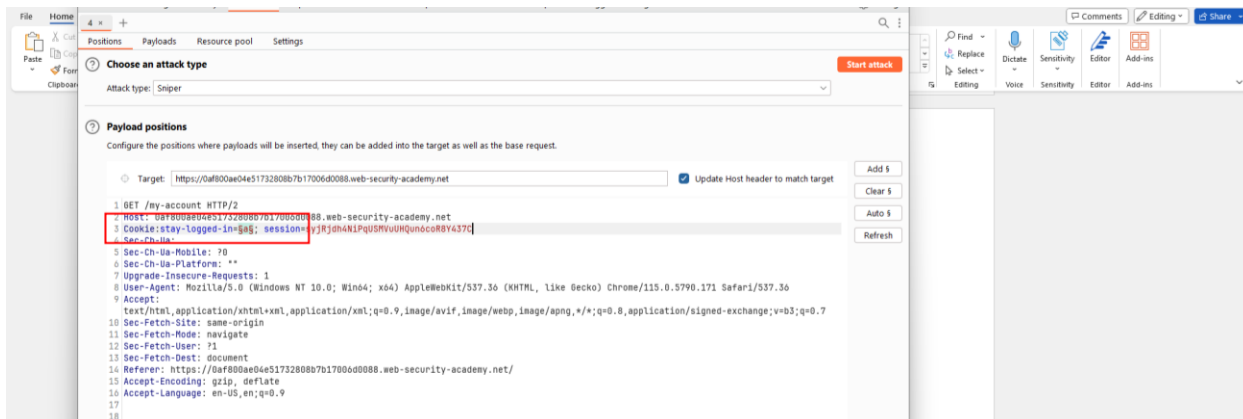 File Home
4 × +
Comments Editing Share
Positions Payloads Resource pool Settings
Paste
Clipboard
Choose an attack type
Start attack
Attack type: Sniper
Find
Replace
Select
Editing
Dictate
Voice
Sensitivity
Sensitivity
Editor
Editor
Add-ins
Add-ins
Payload positions
Configure the positions where payloads will be inserted, they can be added into the target as well as the base request.
Target: https://0af800ae04e51732808b7b17006d0088.web-security-academy.net
Update Host header to match target
Add §
Clear §
Auto §
Refresh
1 GET /my-account HTTP/2
2 Host: 0af800ae04e51732808b7b17006d0088.web-security-academy.net
3 Cookie:stay-logged-in=§a§; session=syjRjdh4NiPqUSMVuUHQun6coR8Y437C
4 Sec-Ch-Ua:
5 Sec-Ch-Ua-Mobile: ?0
6 Sec-Ch-Ua-Platform: ""
7 Upgrade-Insecure-Requests: 1
8 User-Agent: Mozilla/5.0 (Windows NT 10.0; Win64; x64) AppleWebKit/537.36 (KHTML, like Gecko) Chrome/115.0.5790.171 Safari/537.36
9 Accept:
text/html,application/xhtml+xml,application/xml;q=0.9,image/avif,image/webp,image/apng,*/*;q=0.8,application/signed-exchange;v=b3;q=0.7
10 Sec-Fetch-Site: same-origin
11 Sec-Fetch-Mode: navigate
12 Sec-Fetch-User: ?1
13 Sec-Fetch-Dest: document
14 Referer: https://0af800ae04e51732808b7b17006d0088.web-security-academy.net/
15 Accept-Encoding: gzip, deflate
16 Accept-Language: en-US,en;q=0.9
17
18